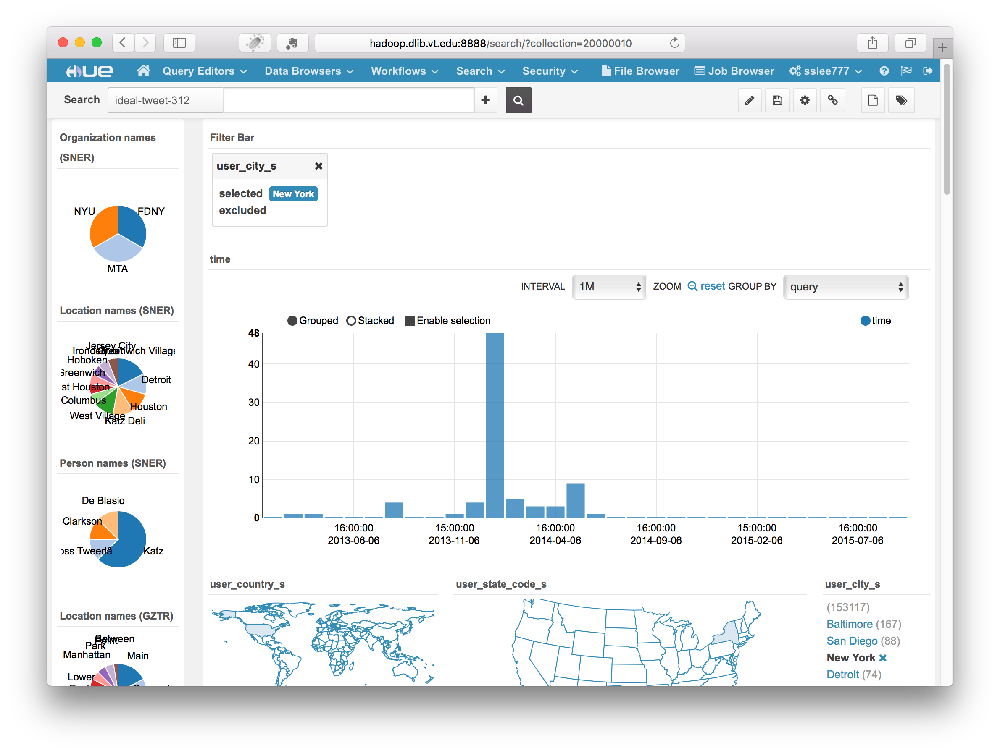 hadoop.dlib.vt.edu:8888/search/?collection=20000010
HUE Query Editors Data Browsers Workflows Search Security File Browser Job Browser sslee777
Search ideal-tweet-312
Organization names
(SNER)
NYU FDNY
MTA
Location names (SNER)
Jersey City
Greenwich Village
Hoboken
Greenwich
Detroit
st Houston
Columbus
Houston
West Village
Katz Deli
Person names (SNER)
De Blasio
Clarkson
oss Tweedâ Katz
Location names (GZTR)
Between
Point
Park
Manhattan Main
Lower
Filter Bar
user_city_s
selected New York
excluded
time
INTERVAL 1M ZOOM reset GROUP BY query
Grouped Stacked Enable selection time
48
40
30
20
10
0
16:00:00 15:00:00 16:00:00 16:00:00 15:00:00 16:00:00
2013-06-06 2013-11-06 2014-04-06 2014-09-06 2015-02-06 2015-07-06
user_country_s user_state_code_s user_city_s
(153117)
Baltimore (167)
San Diego (88)
New York
Detroit (74)